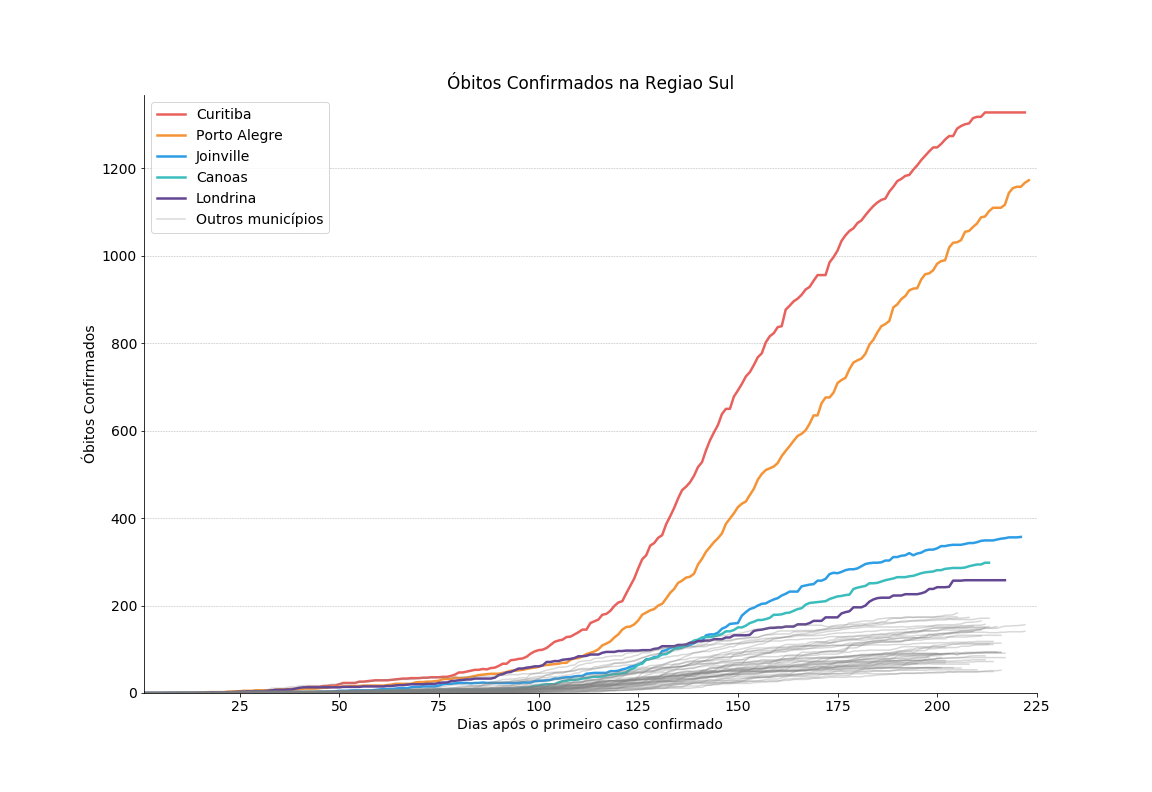 Óbitos Confirmados na Regiao Sul
Curitiba
Porto Alegre
Joinville
Canoas
Londrina
Outros municípios
1200
1000
800
600
400
200
0
Óbitos Confirmados
25 50 75 100 125 150 175 200 225
Dias após o primeiro caso confirmado